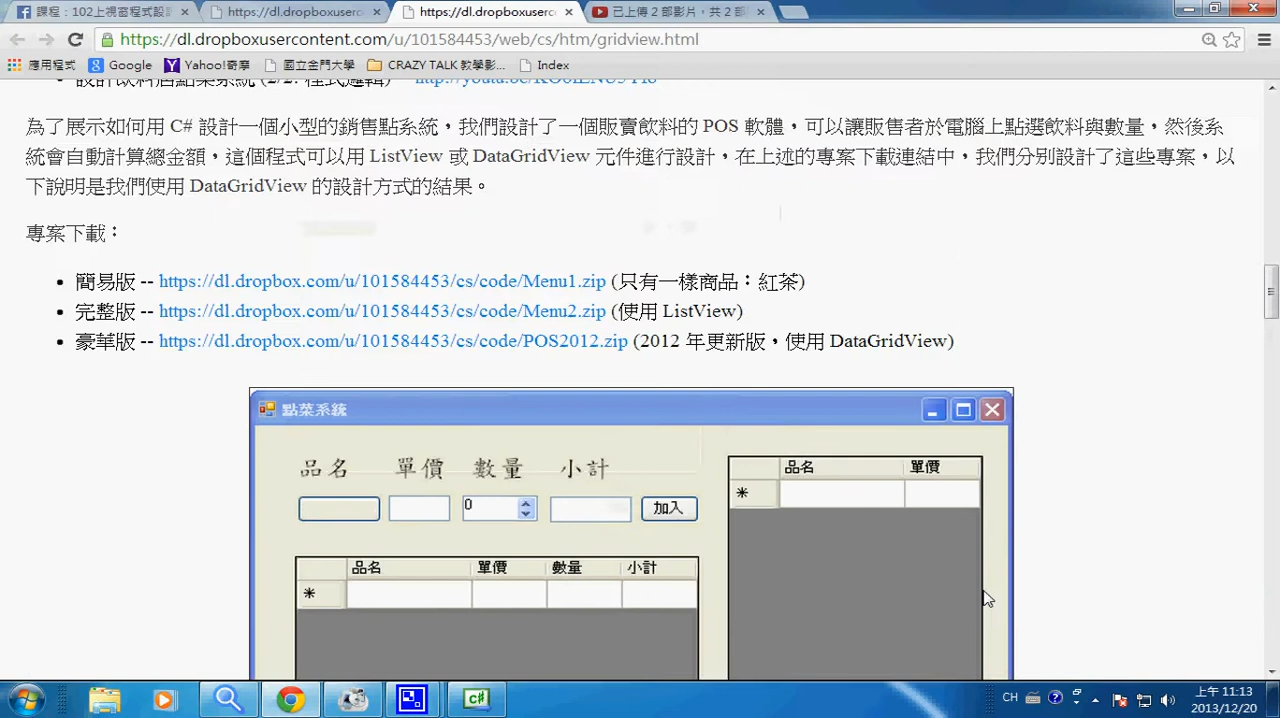 課程：102上視窗程式設
https://dl.dropboxuserc
https://dl.dropboxuserc
已上傳 2 部影片，共 2 部
https://dl.dropboxusercontent.com/u/101584453/web/cs/htm/gridview.html
應用程式 Google Yahoo!奇摩 國立金門大學 CRAZY TALK 教學影... Index
為了展示如何用 C# 設計一個小型的銷售點系統，我們設計了一個販賣飲料的 POS 軟體，可以讓販售者於電腦上點選飲料與數量，然後系
統會自動計算總金額，這個程式可以用 ListView 或 DataGridView 元件進行設計，在上述的專案下載連結中，我們分別設計了這些專案，以
下說明是我們使用 DataGridView 的設計方式的結果。
專案下載：
簡易版 -- https://dl.dropbox.com/u/101584453/cs/code/Menu1.zip (只有一樣商品：紅茶)
完整版 -- https://dl.dropbox.com/u/101584453/cs/code/Menu2.zip (使用 ListView)
豪華版 -- https://dl.dropbox.com/u/101584453/cs/code/POS2012.zip (2012 年更新版，使用 DataGridView)
點菜系統
品名 單價 數量 小計
品名 單價
0 加入
品名 單價 數量 小計
CH
上午 11:13
2013/12/20